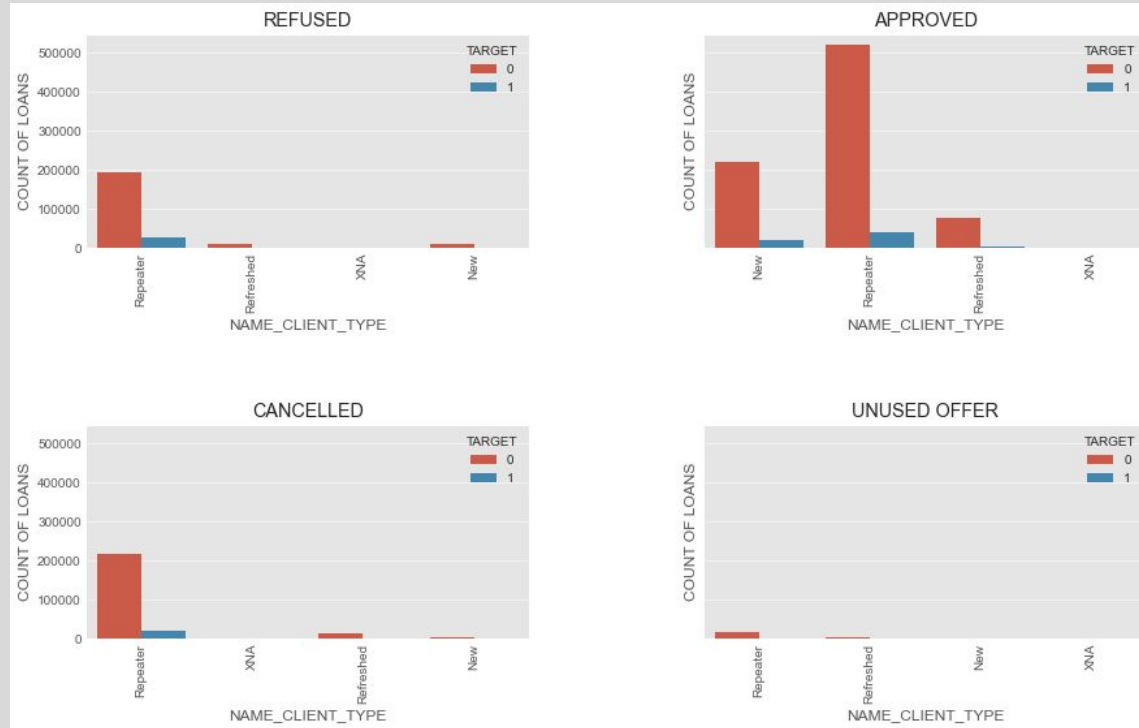 REFUSED
COUNT OF LOANS
500000
400000
300000
200000
100000
0
TARGET
0
1
Repeater
Refreshed
XNA
New
NAME_CLIENT_TYPE
APPROVED
COUNT OF LOANS
TARGET
0
1
New
Repeater
Refreshed
XNA
NAME_CLIENT_TYPE
CANCELLED
COUNT OF LOANS
500000
400000
300000
200000
100000
0
TARGET
0
1
Repeater
XNA
Refreshed
New
NAME_CLIENT_TYPE
UNUSED OFFER
COUNT OF LOANS
TARGET
0
1
Repeater
Refreshed
New
XNA
NAME_CLIENT_TYPE